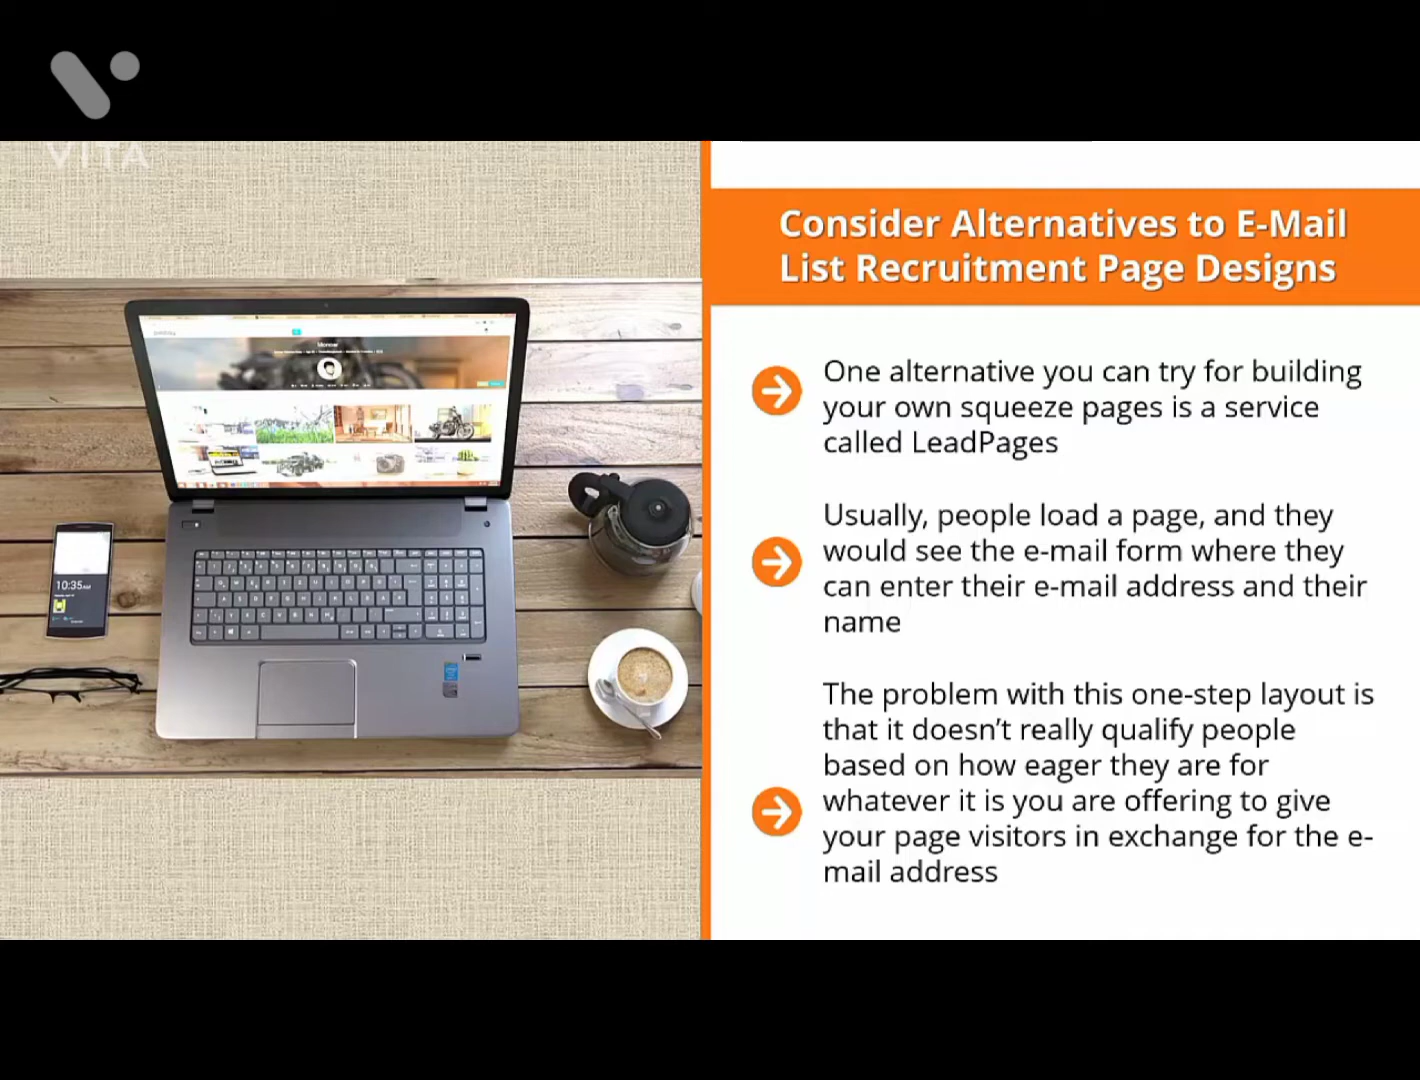 VITA
Consider Alternatives to E-Mail
List Recruitment Page Designs
One alternative you can try for building
your own squeeze pages is a service
called LeadPages
Usually, people load a page, and they
would see the e-mail form where they
can enter their e-mail address and their
name
The problem with this one-step layout is
that it doesn't really qualify people
based on how eager they are for
whatever it is you are offering to give
your page visitors in exchange for the e-
mail address
10:35AM